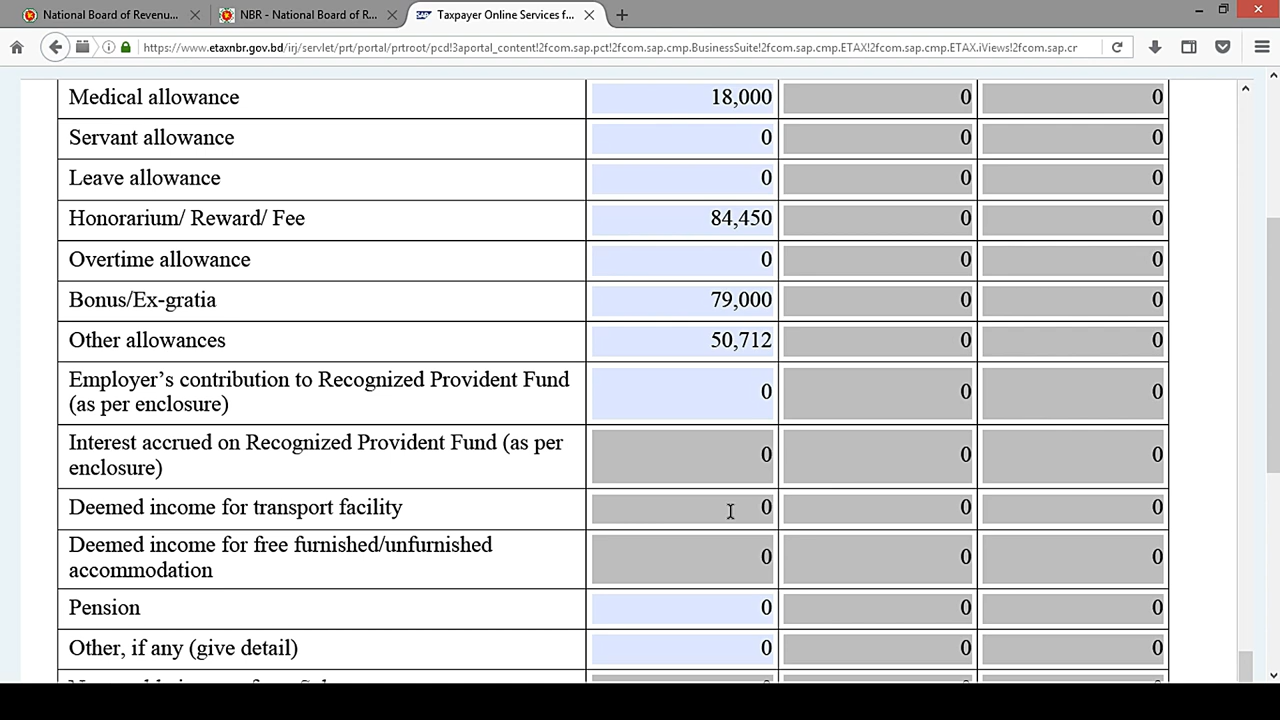 National Board of Revenu...
NBR - National Board of R...
Taxpayer Online Services f...
https://www.etaxnbr.gov.bd/irj/servlet/prt/portal/prtroot/pcd!3aportal_content!2fcom.sap.pct!2fcom.sap.cmp.BusinessSuite!2fcom.sap.cmp.ETAX!2fcom.sap.cmp.ETAX.iViews!2fcom.sap.cr
Medical allowance 18,000 0 0
Servant allowance 0 0 0
Leave allowance 0 0 0
Honorarium/ Reward/ Fee 84,450 0 0
Overtime allowance 0 0 0
Bonus/Ex-gratia 79,000 0 0
Other allowances 50,712 0 0
Employer's contribution to Recognized Provident Fund
(as per enclosure) 0 0 0
Interest accrued on Recognized Provident Fund (as per
enclosure) 0 0 0
Deemed income for transport facility 0 0 0
Deemed income for free furnished/unfurnished
accommodation 0 0 0
Pension 0 0 0
Other, if any (give detail) 0 0 0